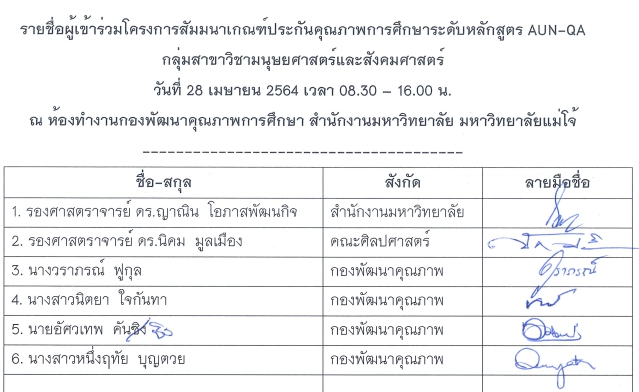 รายชื่อผู้เข้าร่วมโครงการสัมมนาเกณฑ์ประกันคุณภาพการศึกษาระดับหลักสูตร AUN-QA
กลุ่มสาขาวิชามนุษยศาสตร์และสังคมศาสตร์
วันที่ 28 เมษายน 2564 เวลา 08.30 – 16.00 น.
ณ ห้องทำงานกองพัฒนาคุณภาพการศึกษา สำนักงานมหาวิทยาลัย มหาวิทยาลัยแม่โจ้
---------------------------------------
ชื่อ-สกุล สังกัด ลายมือชื่อ
1. รองศาสตราจารย์ ดร.ญาณิน โอภาสพัฒนกิจ สำนักงานมหาวิทยาลัย
2. รองศาสตราจารย์ ดร.นิคม มูลเมือง คณะศิลปศาสตร์
3. นางวราภรณ์ ฟูกุล กองพัฒนาคุณภาพ วราภรณ์
4. นางสาวนิตยา ใจกันทา กองพัฒนาคุณภาพ
5. นายอัศวเทพ คันชิง ชิง กองพัฒนาคุณภาพ
6. นางสาวหนึ่งฤทัย บุญตวย กองพัฒนาคุณภาพ